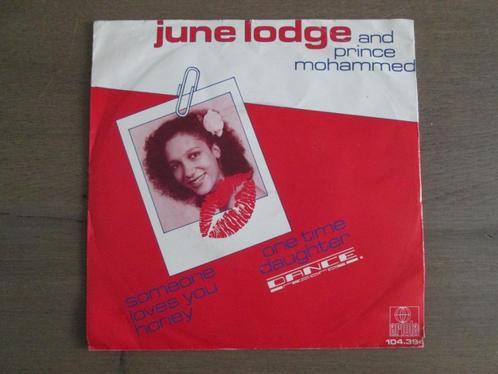 june lodge and
prince
mohammed
someone
loves you
honey
one time
daughter
DANCE
ariola
104.394